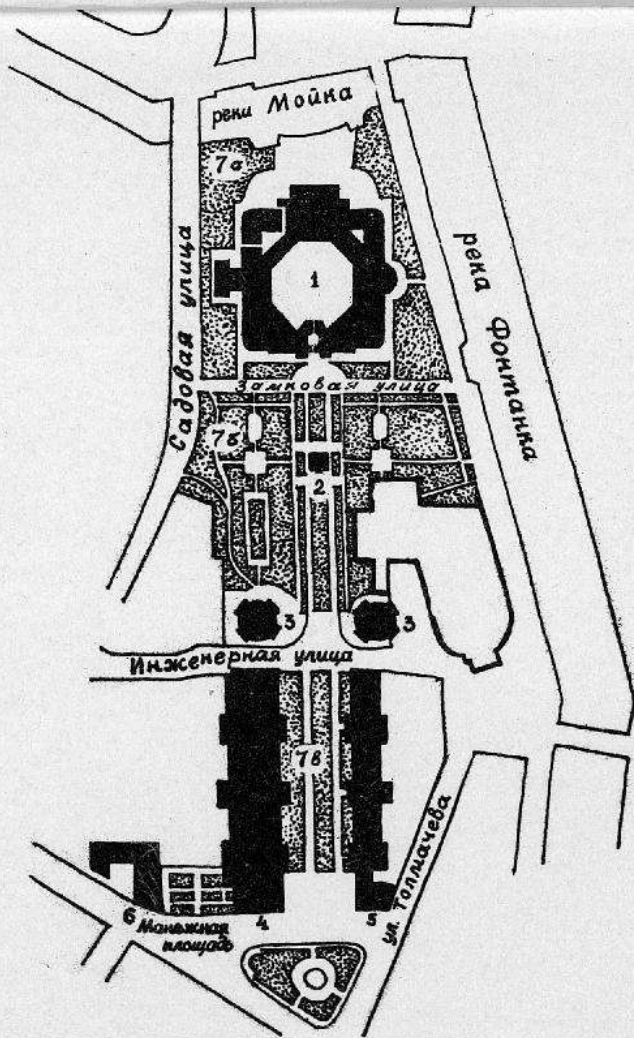 реки Мойка
7а
Садовая улица
1
река Фонтанка
Замковая улица
7б
2
3
3
Инженерная улица
7в
ул. Толмачева
6
4
5
Манежная
площадь